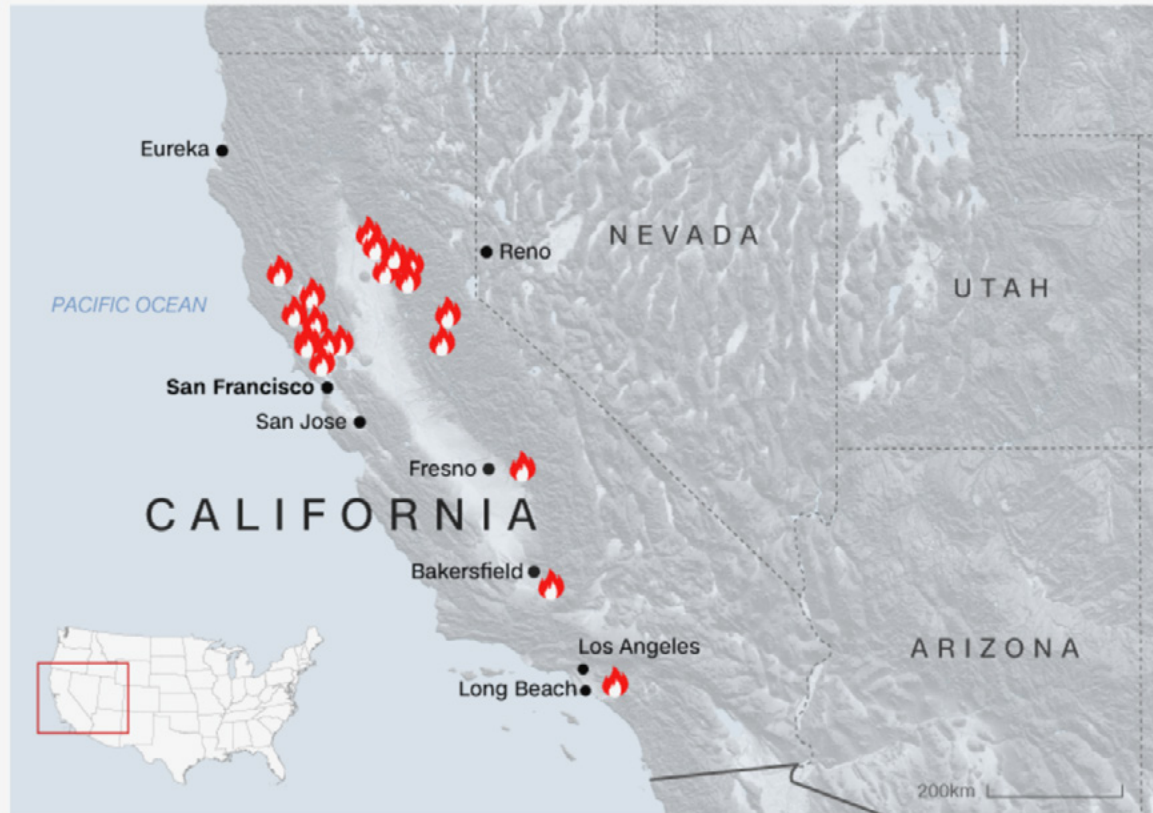 Eureka
Reno
NEVADA
UTAH
PACIFIC OCEAN
San Francisco
San Jose
Fresno
CALIFORNIA
Bakersfield
Los Angeles
ARIZONA
Long Beach
200km